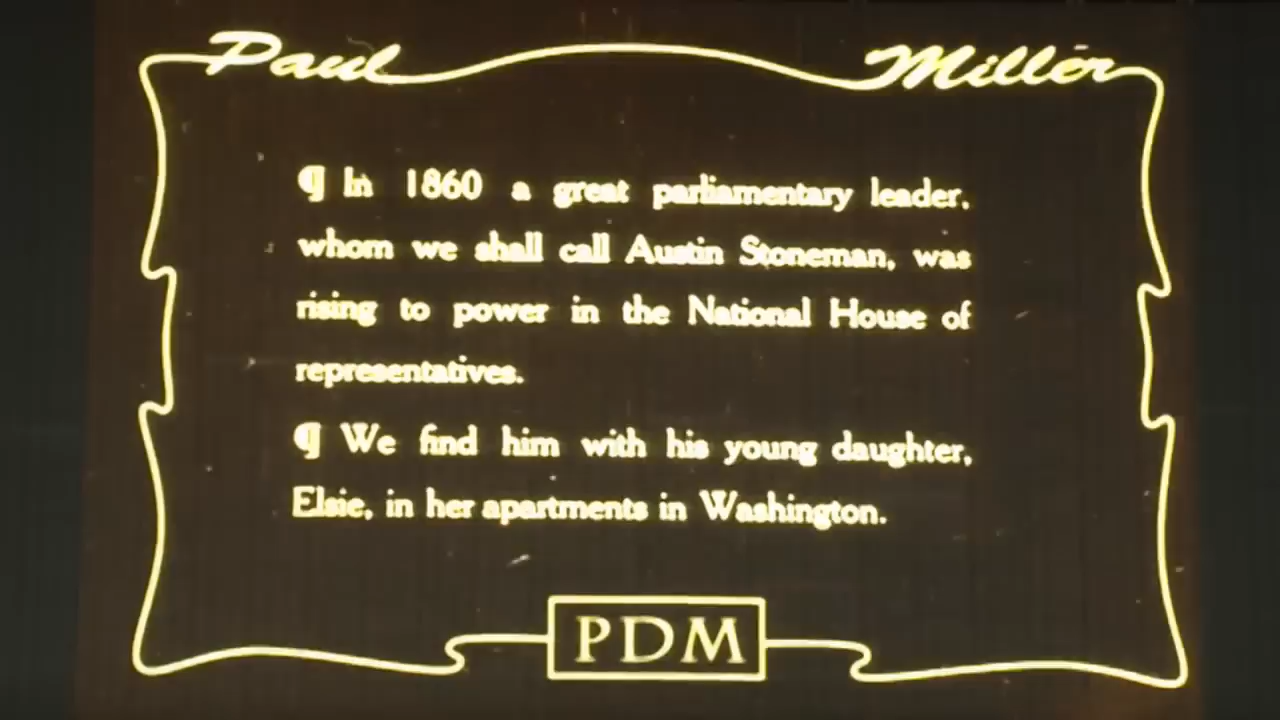 Paul Miller
¶ In 1860 a great parliamentary leader,
whom we shall call Austin Stoneman, was
rising to power in the National House of
representatives.
¶ We find him with his young daughter,
Elsie, in her apartments in Washington.
PDM